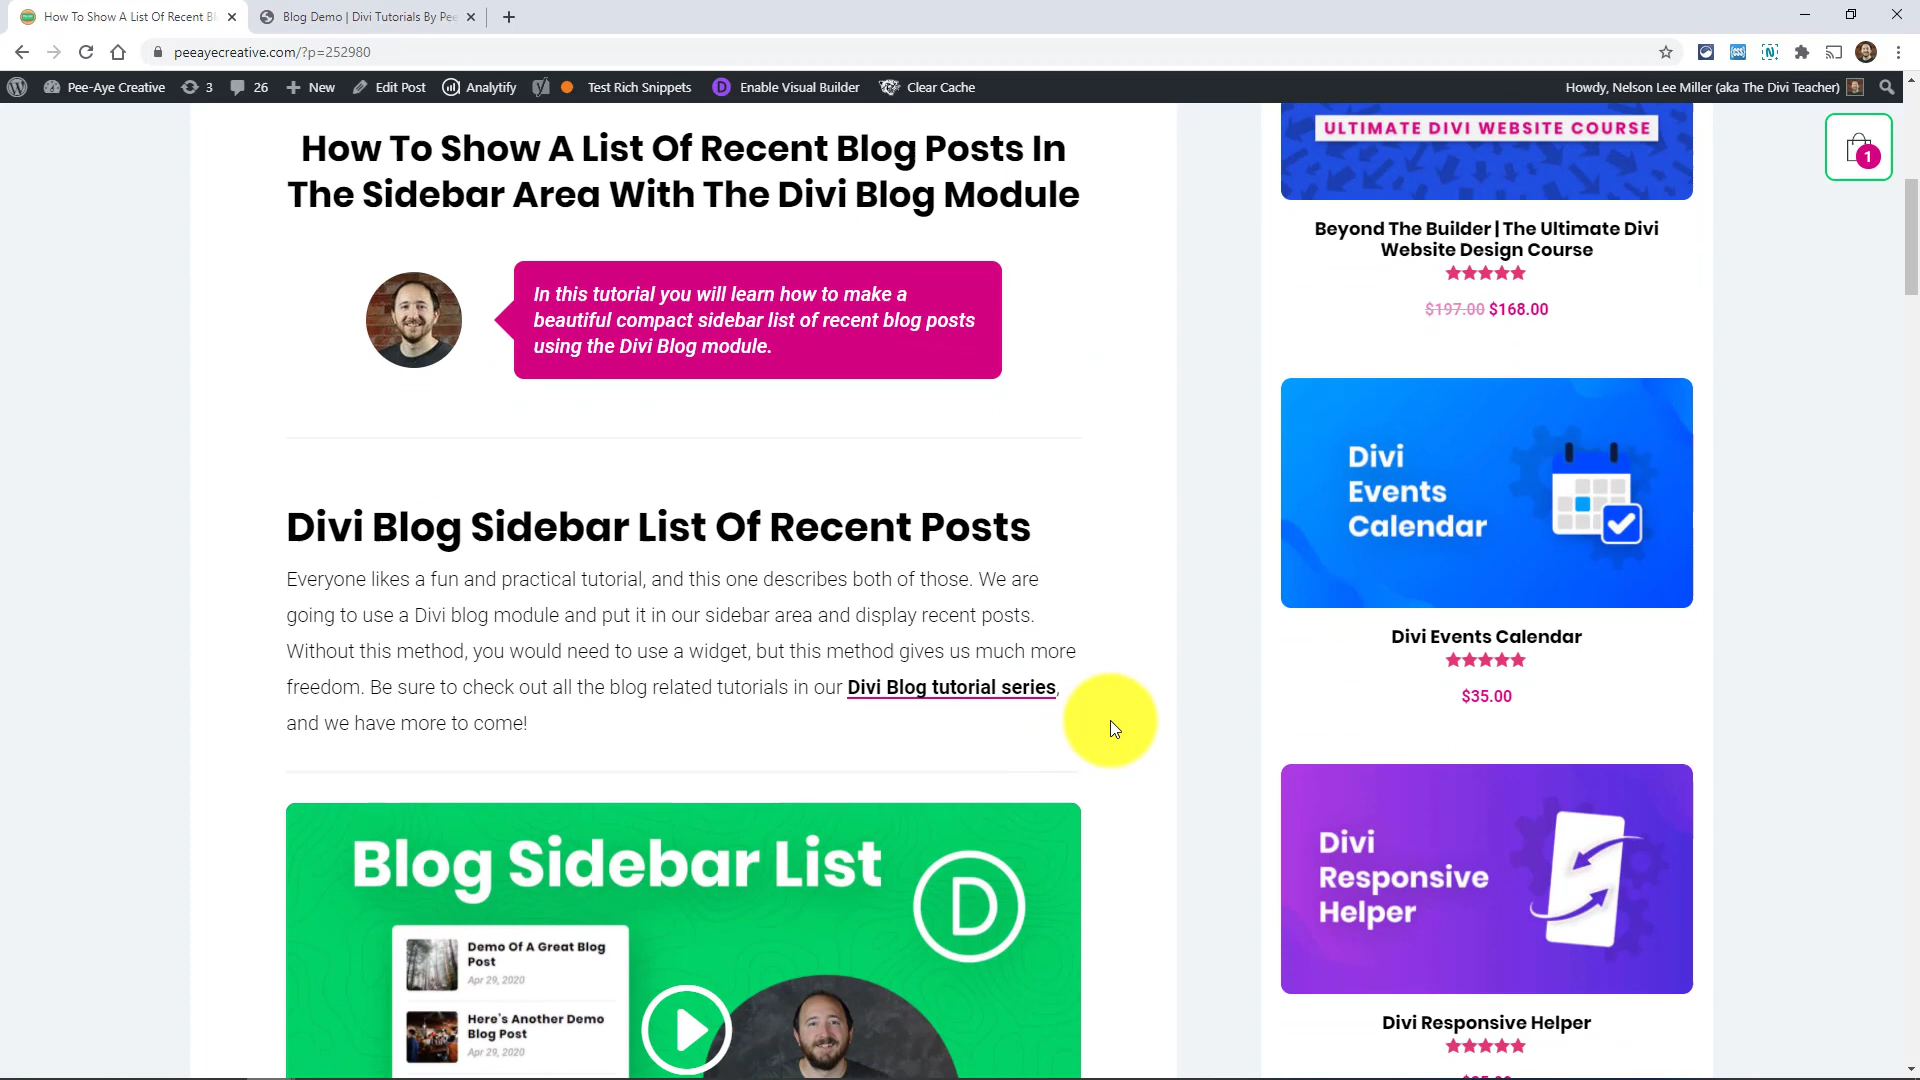 How To Show A List Of Recent Bl
Blog Demo | Divi Tutorials By Pee
peeayecreative.com/?p=252980
Pee-Aye Creative
3
26
New
Edit Post
Analytify
Test Rich Snippets
Enable Visual Builder
Clear Cache
Howdy, Nelson Lee Miller (aka The Divi Teacher)
How To Show A List Of Recent Blog Posts In
The Sidebar Area With The Divi Blog Module
In this tutorial you will learn how to make a
beautiful compact sidebar list of recent blog posts
using the Divi Blog module.
Divi Blog Sidebar List Of Recent Posts
Everyone likes a fun and practical tutorial, and this one describes both of those. We are
going to use a Divi blog module and put it in our sidebar area and display recent posts.
Without this method, you would need to use a widget, but this method gives us much more
freedom. Be sure to check out all the blog related tutorials in our Divi Blog tutorial series,
and we have more to come!
Blog Sidebar List
D
Demo Of A Great Blog
Post
Apr 29, 2020
Here's Another Demo
Blog Post
Apr 29, 2020
ULTIMATE DIVI WEBSITE COURSE
Beyond The Builder | The Ultimate Divi
Website Design Course
$197.00 $168.00
Divi
Events
Calendar
Divi Events Calendar
$35.00
Divi
Responsive
Helper
Divi Responsive Helper
1